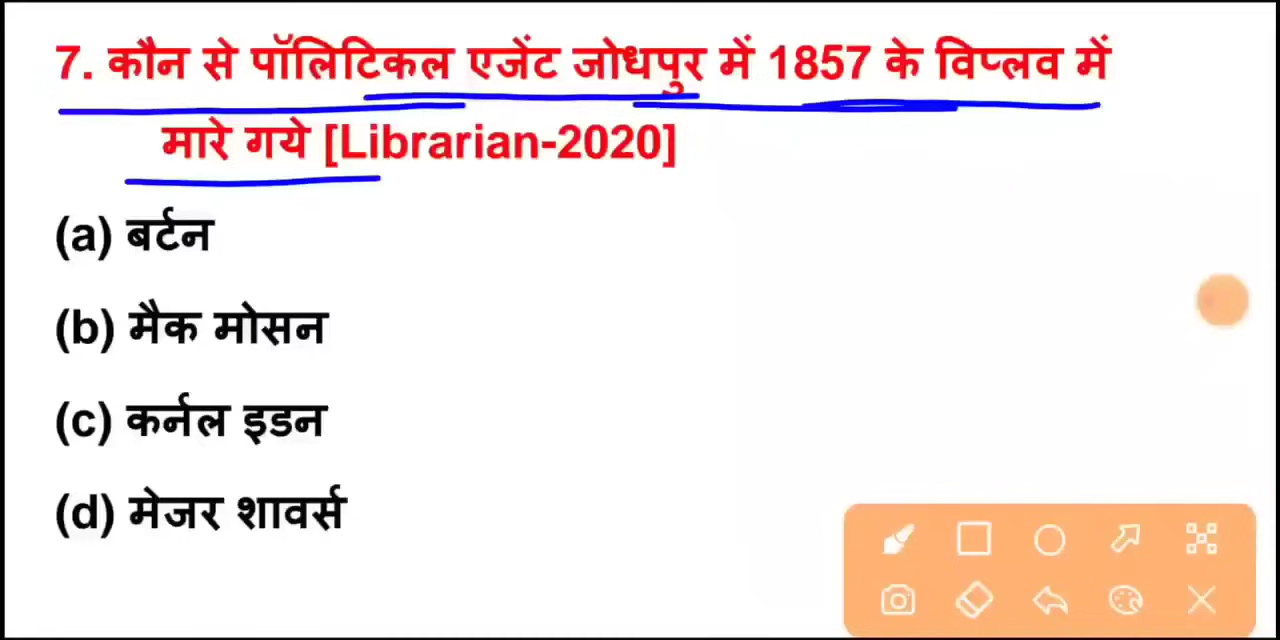 7. कौन से पॉलिटिकल एजेंट जोधपुर में 1857 के विप्लव में
मारे गये [Librarian-2020]
(a) बर्टन
(b) मैक मोसन
(c) कर्नल इडन
(d) मेजर शावर्स